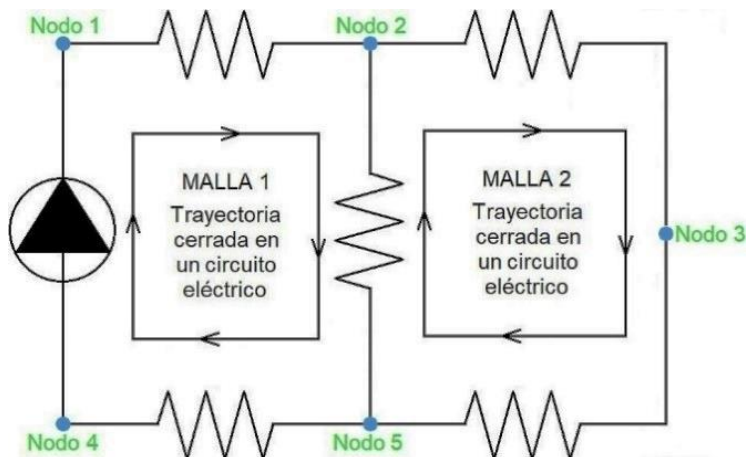 Nodo 1
Nodo 2
MALLA 1
Trayectoria
cerrada en
un circuito
eléctrico
MALLA 2
Trayectoria
cerrada en
un circuito
eléctrico
Nodo 3
Nodo 4
Nodo 5